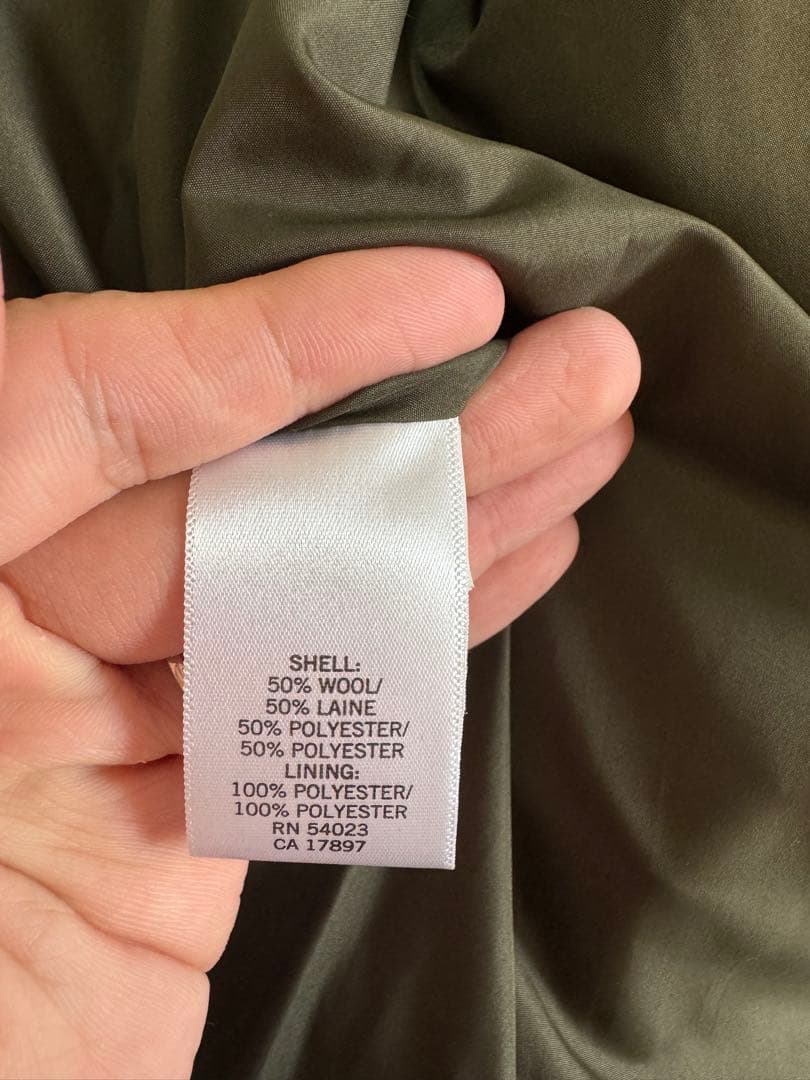 SHELL:
50% WOOL/
50% LAINE
50% POLYESTER/
50% POLYESTER
LINING:
100% POLYESTER/
100% POLYESTER
RN 54023
CA 17897